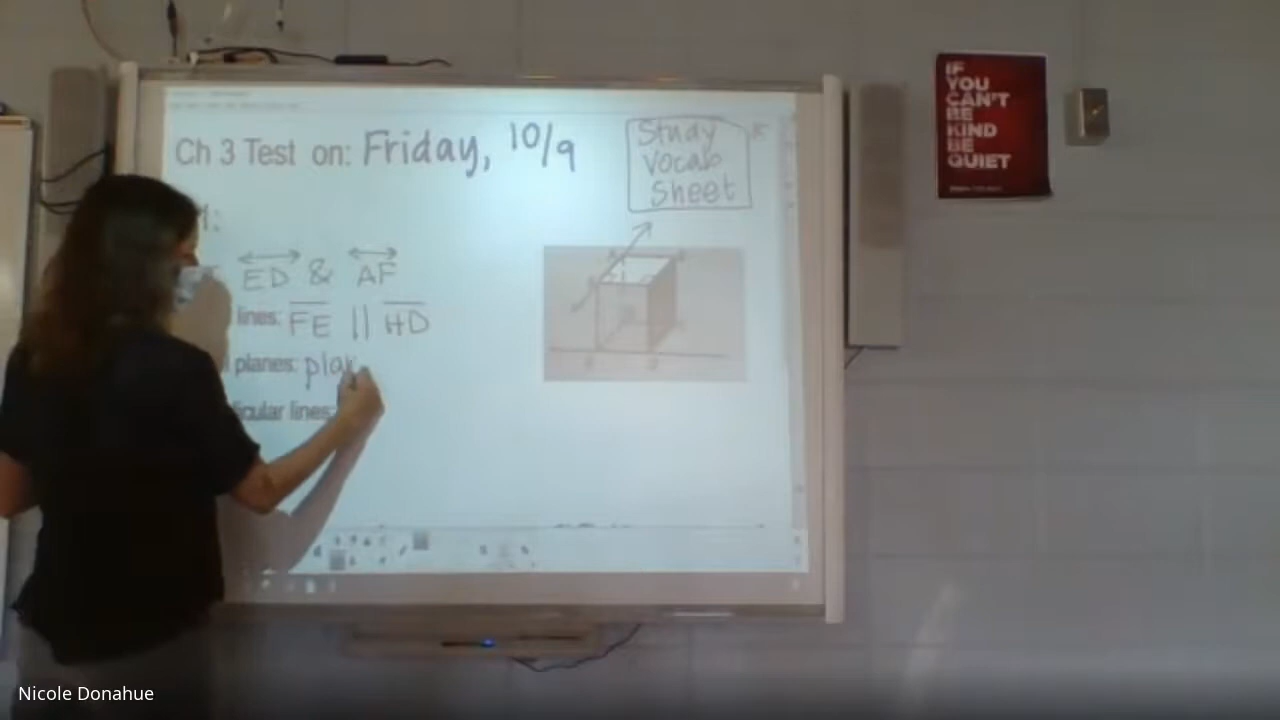 Ch 3 Test on: Friday, 10/9
Study
Vocab
Sheet
ED & AF
lines: FE || HD
planes: plan
icular lines:
IF
YOU
CAN'T
BE
KIND
BE
QUIET
Nicole Donahue